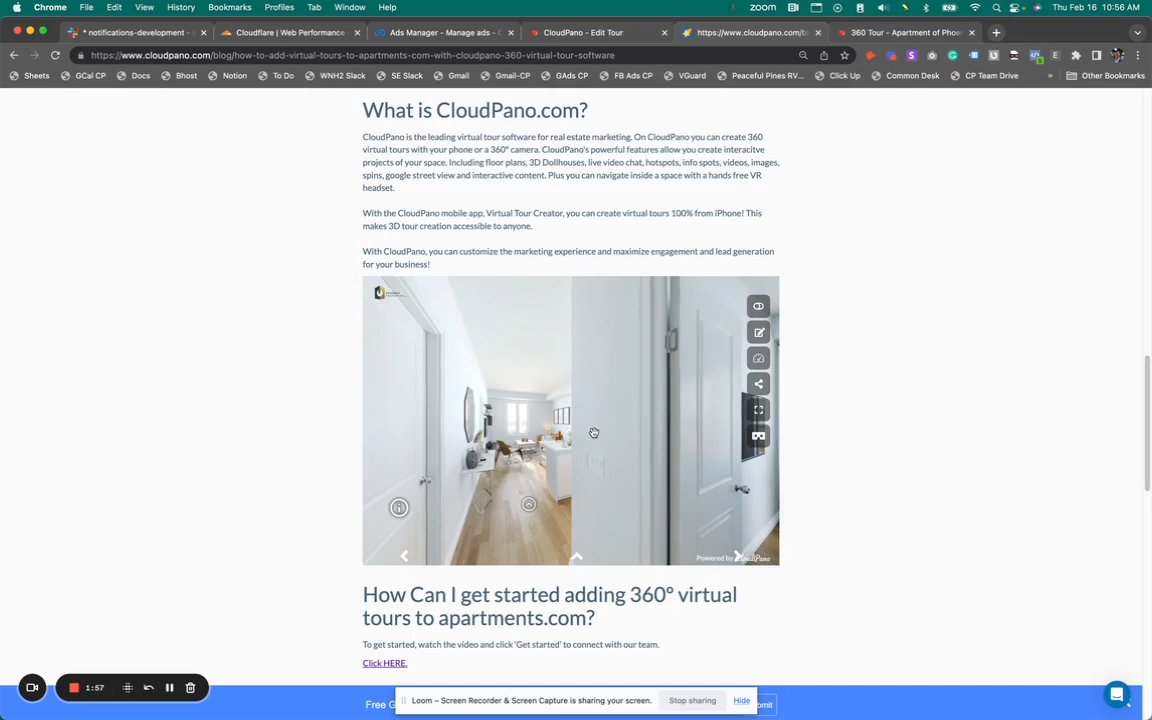 Chrome File Edit View History Bookmarks Profiles Tab Window Help zoom Thu Feb 16 10:56 AM
* notifications-development - Cloudflare | Web Performance Ads Manager - Manage ads - C CloudPano - Edit Tour https://www.cloudpano.com/bl 360 Tour - Apartment of Phoe
https://www.cloudpano.com/blog/how-to-add-virtual-tours-to-apartments-com-with-cloudpano-360-virtual-tour-software
Sheets GCal CP Docs Bhost Notion To Do WNH2 Slack SE Slack Gmail Gmail-CP GAds CP FB Ads CP VGuard Peaceful Pines RV... Click Up Common Desk CP Team Drive » Other Bookmarks
What is CloudPano.com?
CloudPano is the leading virtual tour software for real estate marketing. On CloudPano you can create 360
virtual tours with your phone or a 360º camera. CloudPano's powerful features allow you create interacitve
projects of your space. Including floor plans, 3D Dollhouses, live video chat, hotspots, info spots, videos, images,
spins, google street view and interactive content. Plus you can navigate inside a space with a hands free VR
headset.
With the CloudPano mobile app, Virtual Tour Creator, you can create virtual tours 100% from iPhone! This
makes 3D tour creation accessible to anyone.
With CloudPano, you can customize the marketing experience and maximize engagement and lead generation
for your business!
Powered by CloudPano
How Can I get started adding 360º virtual
tours to apartments.com?
To get started, watch the video and click 'Get started' to connect with our team.
Click HERE.
1:57
Free
Loom – Screen Recorder & Screen Capture is sharing your screen. Stop sharing Hide